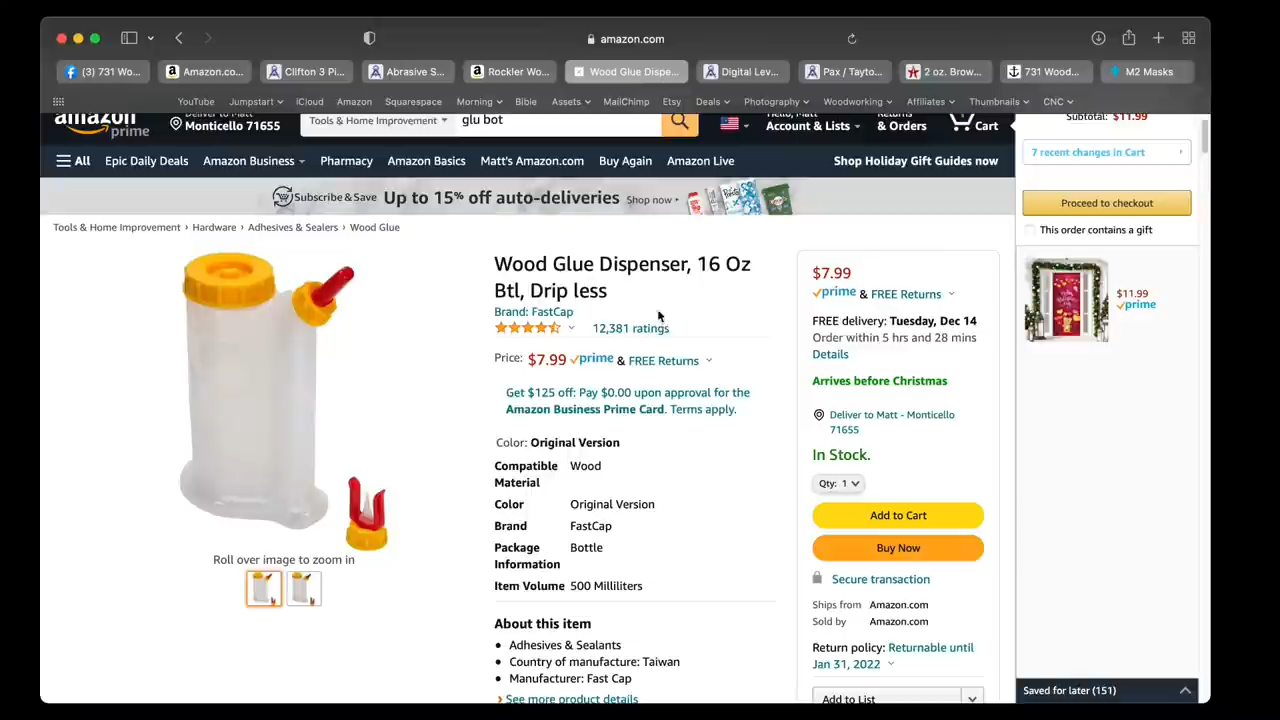 amazon.com
(3) 731 Wo...
Amazon.co...
Clifton 3 Pi...
Abrasive S...
Rockler Wo...
Wood Glue Dispe...
Digital Lev...
Pax / Tayto...
2 oz. Brow...
731 Wood...
M2 Masks
YouTube
Jumpstart
iCloud
Amazon
Squarespace
Morning
Bible
Assets
MailChimp
Etsy
Deals
Photography
Woodworking
Affiliates
Thumbnails
CNC
amazon
prime
Deliver to Matt
Monticello 71655
Tools & Home Improvement
glu bot
Hello, Matt
Account & Lists
Returns
& Orders
Cart
Subtotal: $11.99
7 recent changes in Cart
Proceed to checkout
This order contains a gift
$11.99
prime
All
Epic Daily Deals
Amazon Business
Pharmacy
Amazon Basics
Matt's Amazon.com
Buy Again
Amazon Live
Shop Holiday Gift Guides now
Subscribe & Save
Up to 15% off auto-deliveries
Shop now
Tools & Home Improvement › Hardware › Adhesives & Sealers › Wood Glue
Roll over image to zoom in
Wood Glue Dispenser, 16 Oz
Btl, Drip less
Brand: FastCap
12,381 ratings
Price: $7.99 prime & FREE Returns
Get $125 off: Pay $0.00 upon approval for the
Amazon Business Prime Card. Terms apply.
Color: Original Version
Compatible Wood
Material
Color Original Version
Brand FastCap
Package Bottle
Information
Item Volume 500 Milliliters
About this item
• Adhesives & Sealants
• Country of manufacture: Taiwan
• Manufacturer: Fast Cap
› See more product details
$7.99
prime & FREE Returns
FREE delivery: Tuesday, Dec 14
Order within 5 hrs and 28 mins
Details
Arrives before Christmas
Deliver to Matt - Monticello
71655
In Stock.
Qty: 1
Add to Cart
Buy Now
Secure transaction
Ships from Amazon.com
Sold by Amazon.com
Return policy: Returnable until
Jan 31, 2022
Add to List
Saved for later (151)